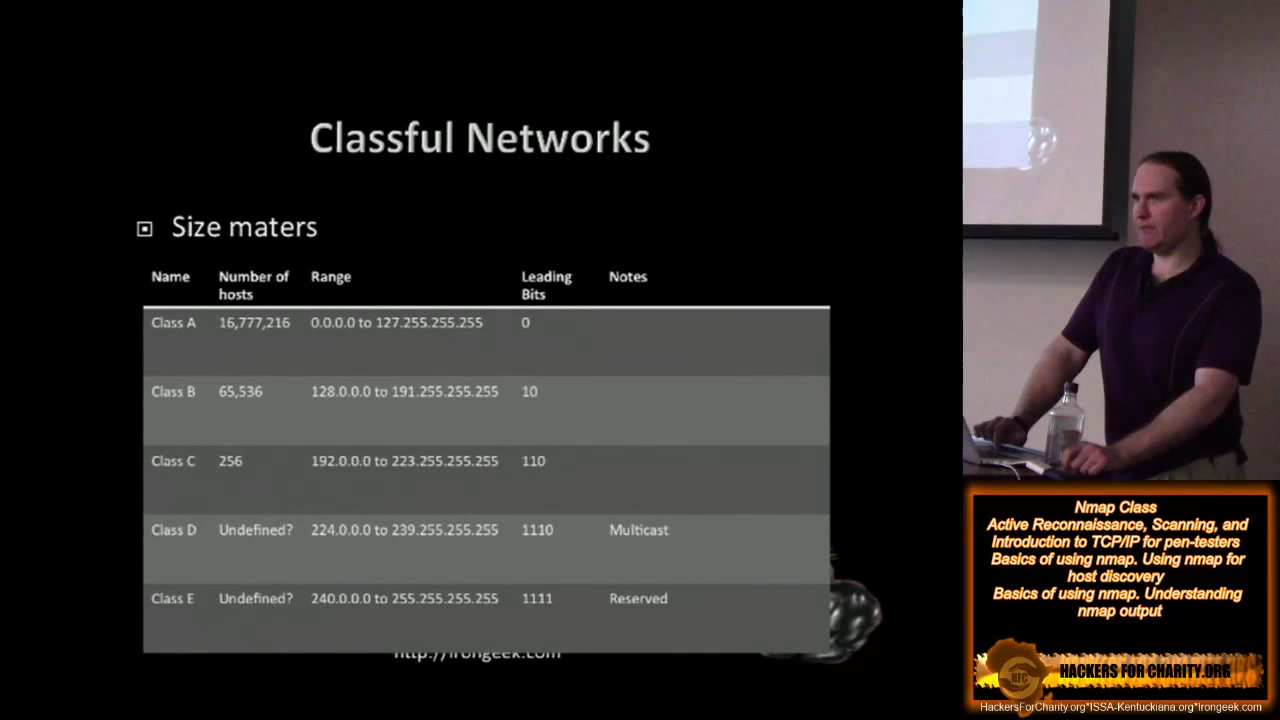 Classful Networks
Size maters
Name Number of hosts Range Leading Bits Notes
Class A 16,777,216 0.0.0.0 to 127.255.255.255 0
Class B 65,536 128.0.0.0 to 191.255.255.255 10
Class C 256 192.0.0.0 to 223.255.255.255 110
Class D Undefined? 224.0.0.0 to 239.255.255.255 1110 Multicast
Class E Undefined? 240.0.0.0 to 255.255.255.255 1111 Reserved
http://irongeek.com
Nmap Class
Active Reconnaissance, Scanning, and
Introduction to TCP/IP for pen-testers
Basics of using nmap. Using nmap for
host discovery
Basics of using nmap. Understanding
nmap output
HFC
HACKERS FOR CHARITY.ORG
HackersForCharity.org*ISSA-Kentuckiana.org*Irongeek.com